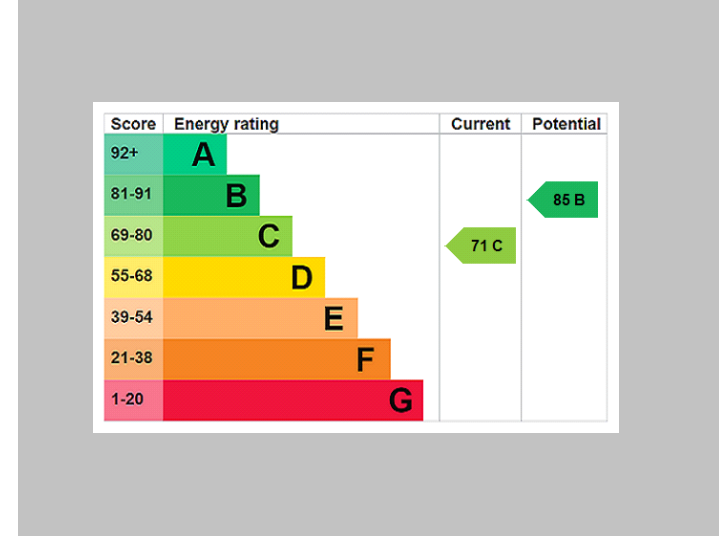 Score Energy rating Current Potential
92+ A
81-91 B 85 B
69-80 C 71 C
55-68 D
39-54 E
21-38 F
1-20 G